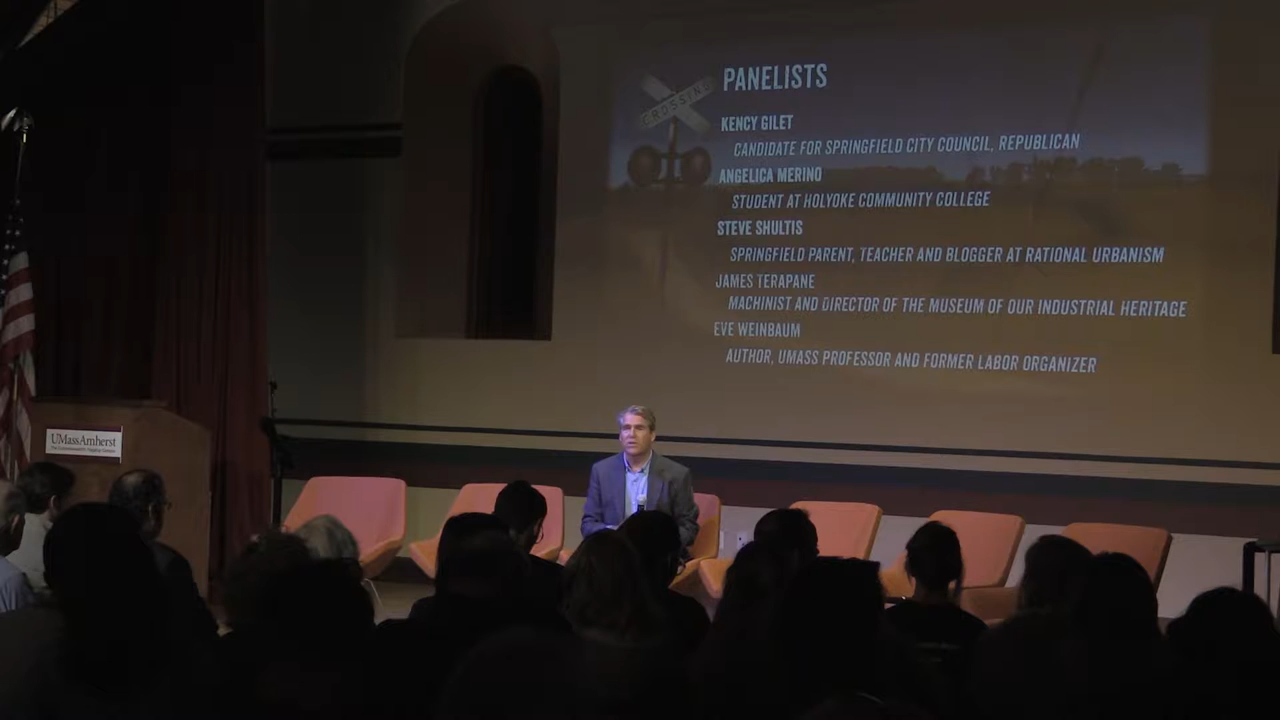 CROSSING
PANELISTS
KENCY GILET
CANDIDATE FOR SPRINGFIELD CITY COUNCIL, REPUBLICAN
ANGELICA MERINO
STUDENT AT HOLYOKE COMMUNITY COLLEGE
STEVE SHULTIS
SPRINGFIELD PARENT, TEACHER AND BLOGGER AT RATIONAL URBANISM
JAMES TERAPANE
MACHINIST AND DIRECTOR OF THE MUSEUM OF OUR INDUSTRIAL HERITAGE
EVE WEINBAUM
AUTHOR, UMASS PROFESSOR AND FORMER LABOR ORGANIZER
UMassAmherst